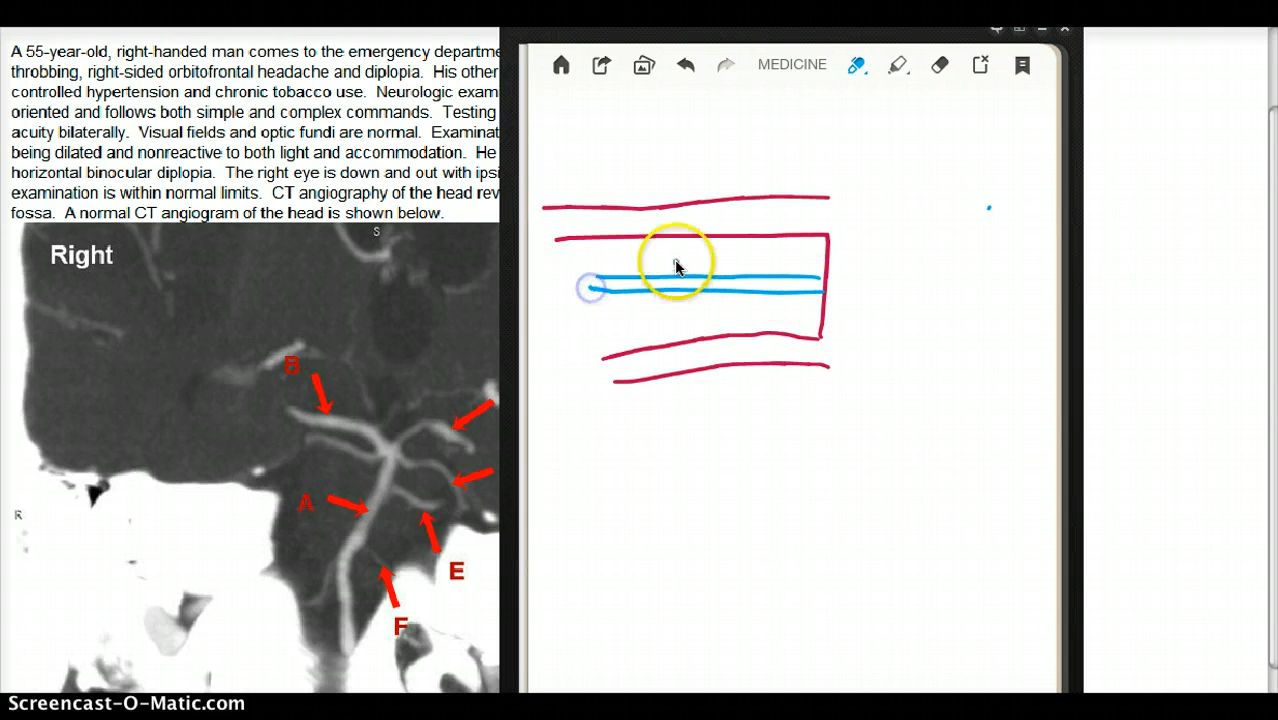 A 55-year-old, right-handed man comes to the emergency departme
throbbing, right-sided orbitofrontal headache and diplopia. His other
controlled hypertension and chronic tobacco use. Neurologic exam
oriented and follows both simple and complex commands. Testing
acuity bilaterally. Visual fields and optic fundi are normal. Examinat
being dilated and nonreactive to both light and accommodation. He
horizontal binocular diplopia. The right eye is down and out with ipsi
examination is within normal limits. CT angiography of the head rev
fossa. A normal CT angiogram of the head is shown below.
MEDICINE
S
Right
B
A
R
E
F
Screencast-O-Matic.com